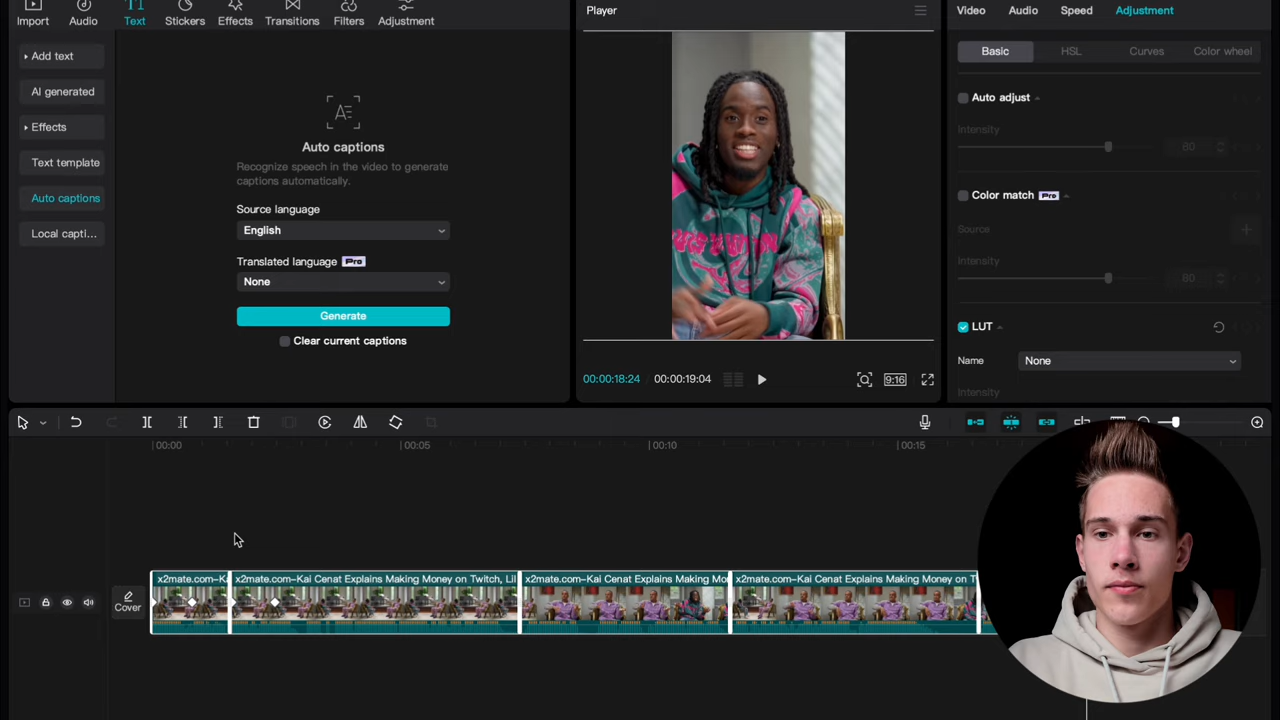 Import Audio Text Stickers Effects Transitions Filters Adjustment
Add text
AI generated
Effects
Text template
Auto captions
Local capti...
Auto captions
Recognize speech in the video to generate
captions automatically.
Source language
English
Translated language Pro
None
Generate
Clear current captions
Player
00:00:18:24 00:00:19:04
9:16
Video Audio Speed Adjustment
Basic HSL Curves Color wheel
Auto adjust
Intensity
80
Color match Pro
Source
Intensity
80
LUT
Name None
Intensity
00:00 00:05 00:10 00:15
Cover
x2mate.com-Ka
x2mate.com-Kai Cenat Explains Making Money on Twitch, Lil
x2mate.com-Kai Cenat Explains Making Mo
x2mate.com-Kai Cenat Explains Making Money on T